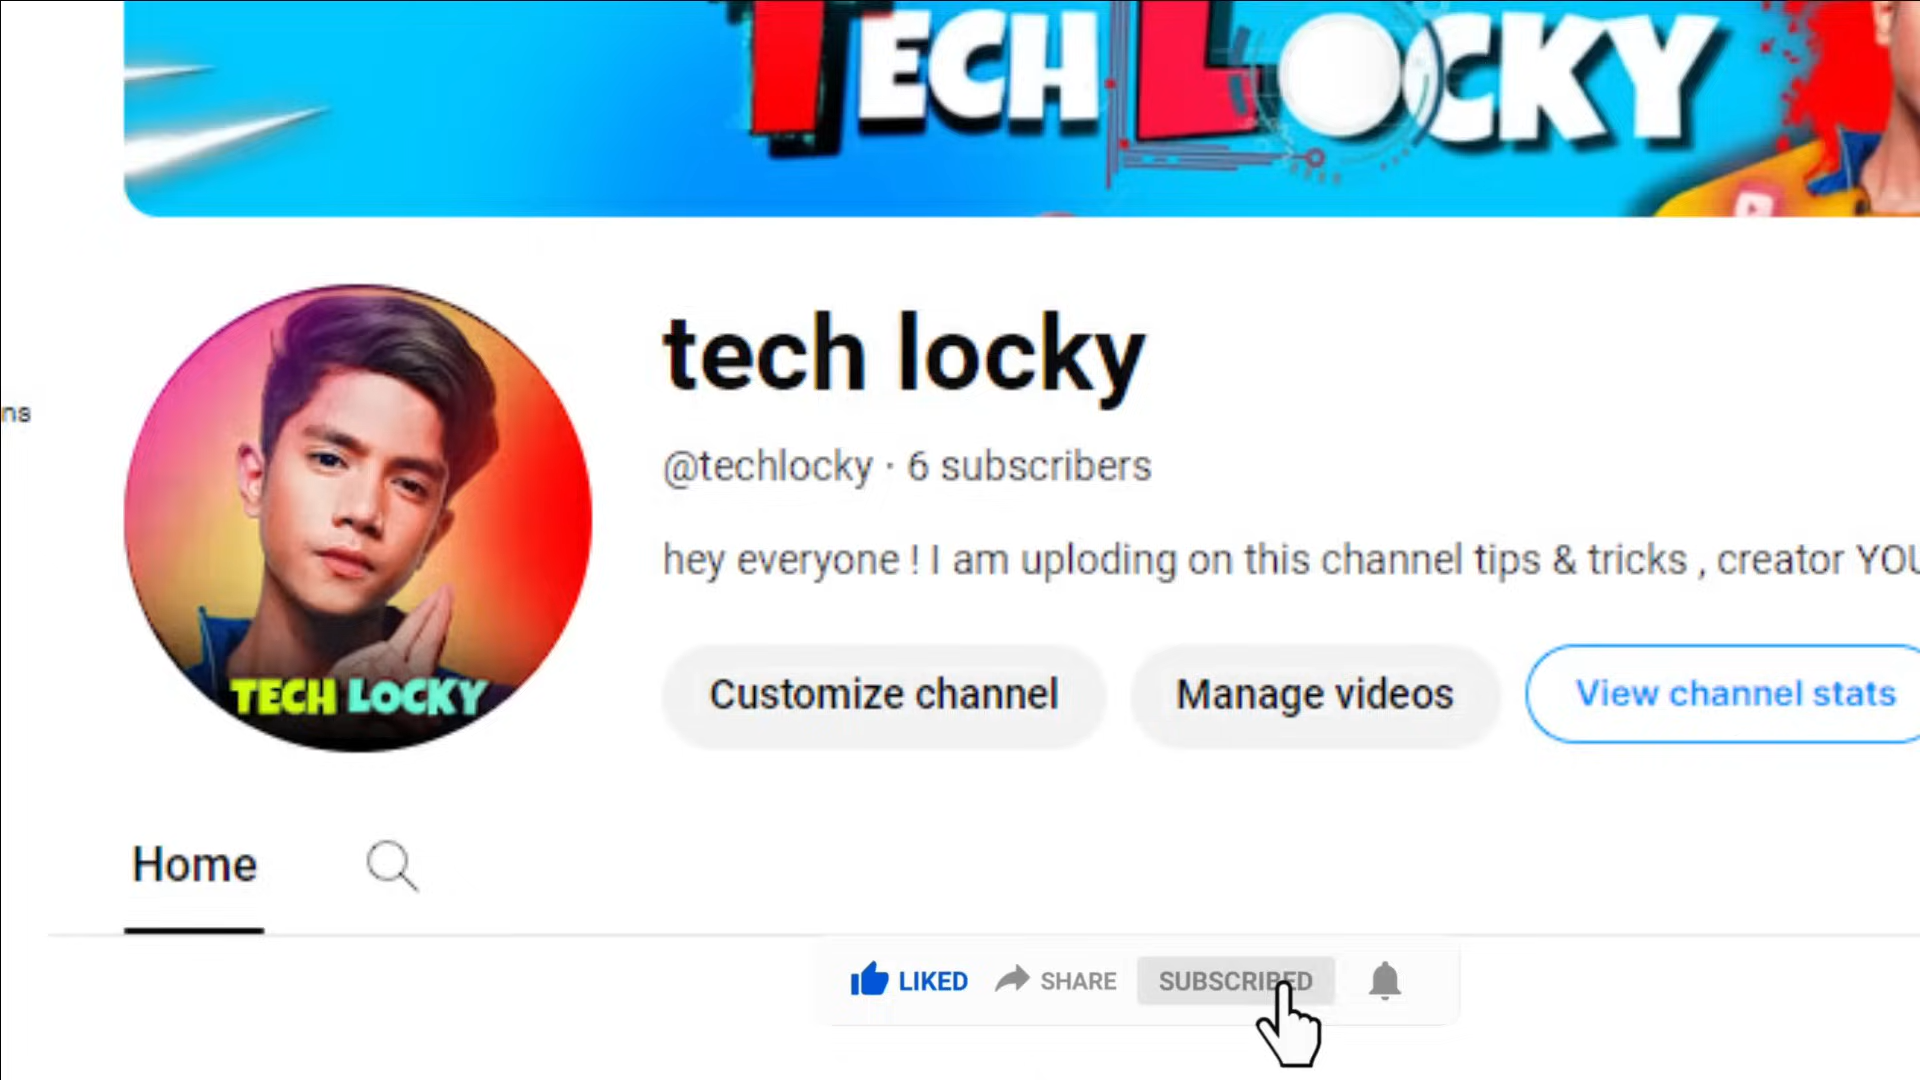 TECH LOCKY
tech locky
ns
@techlocky · 6 subscribers
hey everyone ! I am uploding on this channel tips & tricks , creator YOU
TECH LOCKY
Customize channel
Manage videos
View channel stats
Home
LIKED
SHARE
SUBSCRIBED